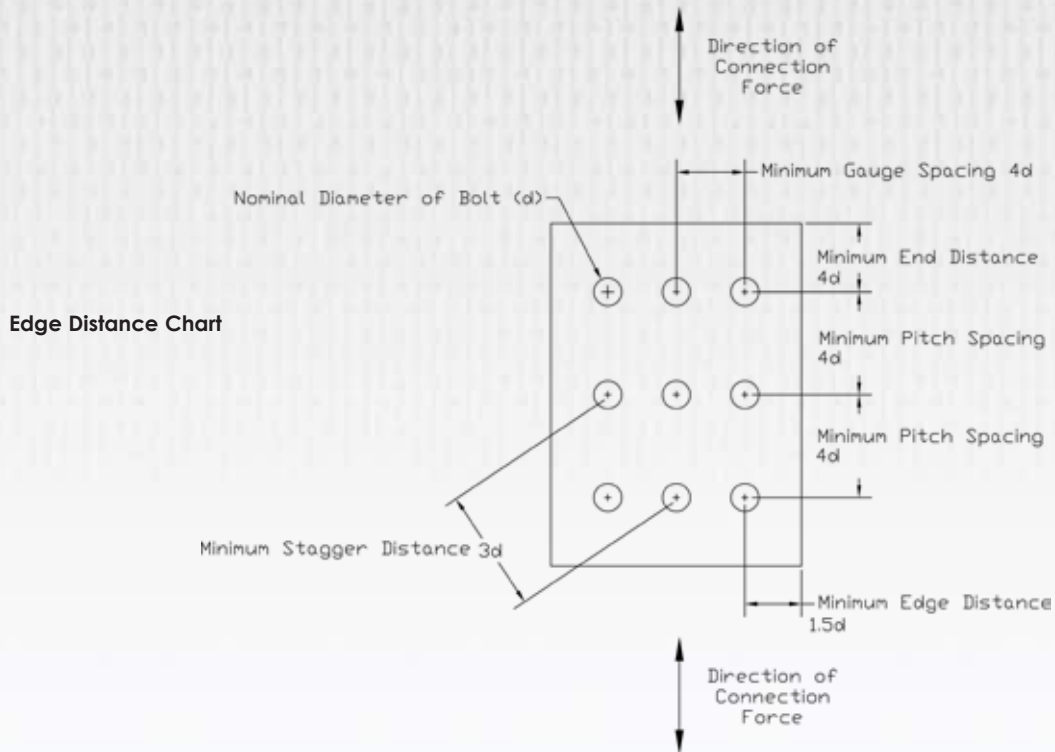 Direction of
Connection
Force
Minimum Gauge Spacing 4d
Nominal Diameter of Bolt (d)
Minimum End Distance
4d
Edge Distance Chart
Minimum Pitch Spacing
4d
Minimum Pitch Spacing
4d
Minimum Stagger Distance 3d
Minimum Edge Distance
1.5d
Direction of
Connection
Force